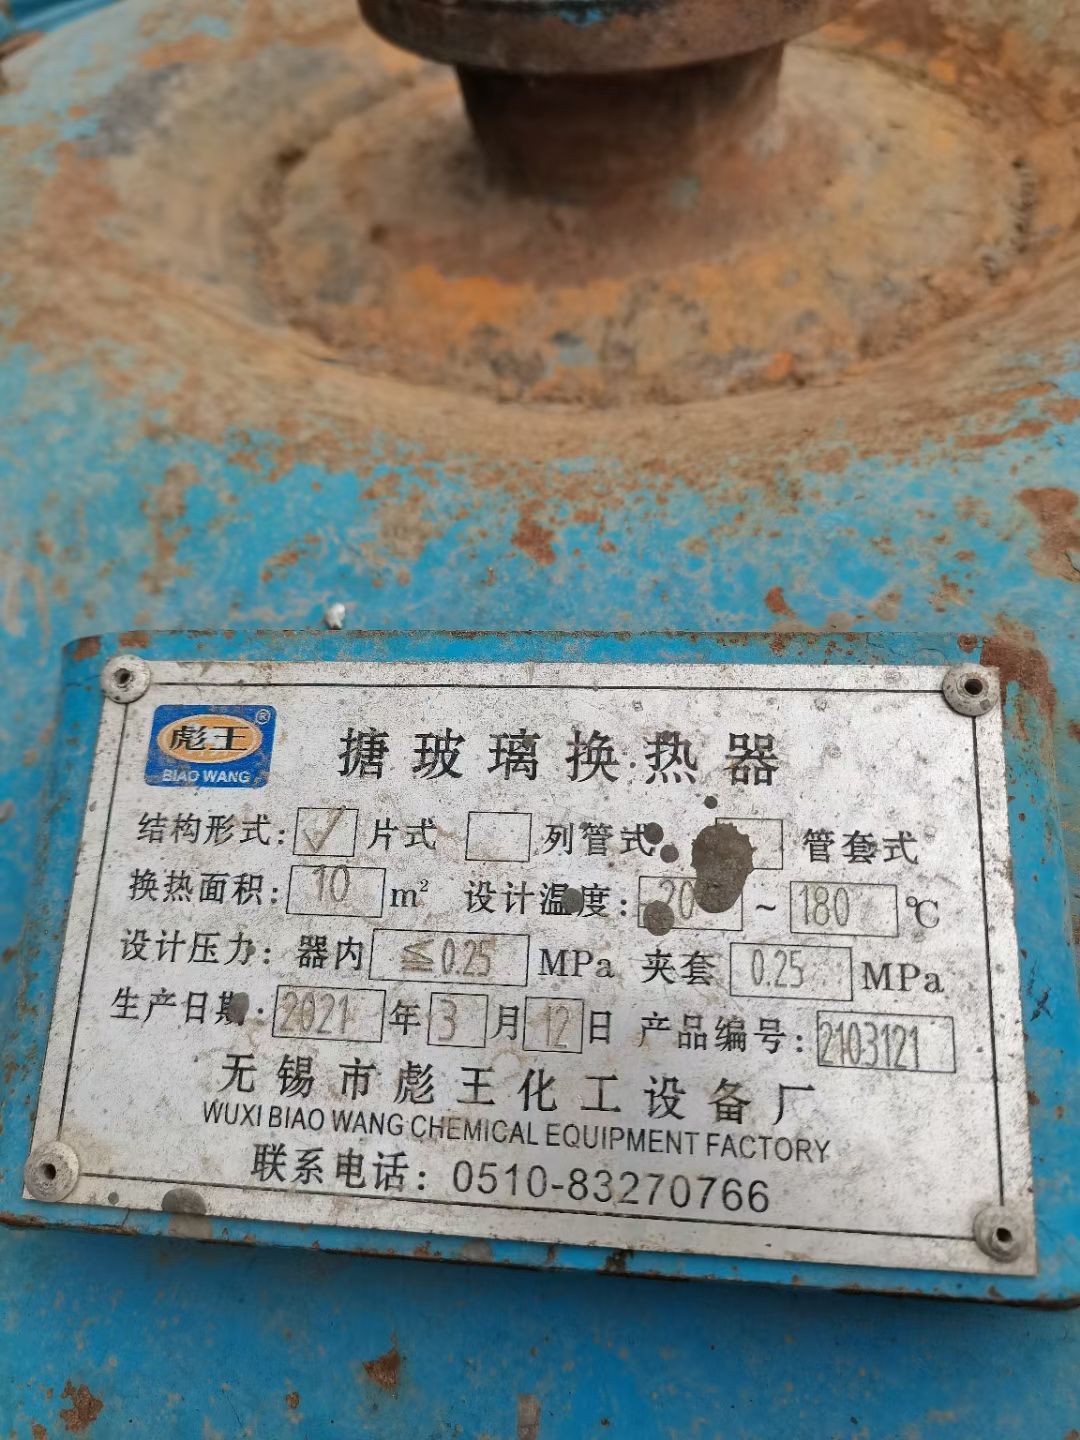 彪王®
BIAO WANG
搪玻璃换热器
结构形式: ✓ 片式 列管式 管套式
换热面积: 10 m² 设计温度: ~ 180 ℃
设计压力: 器内 ≦0.25 MPa 夹套 0.25 MPa
生产日期: 2021 年 3 月 12 日 产品编号: 2103121
无锡市彪王化工设备厂
WUXI BIAO WANG CHEMICAL EQUIPMENT FACTORY
联系电话: 0510-83270766